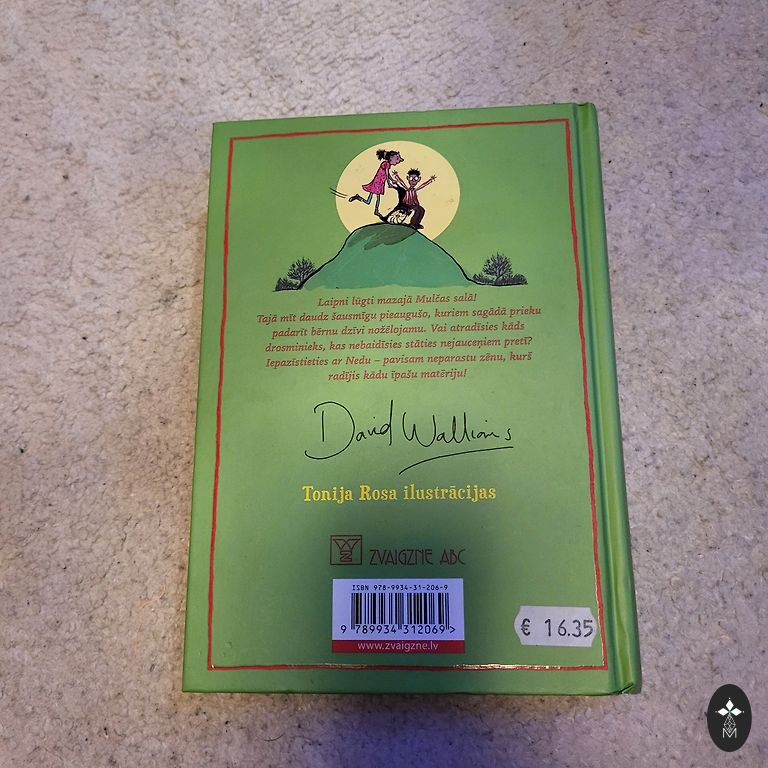 Laipni lūgti mazajā Mulčas salā!
Tajā mīt daudz šausmīgu pieaugušo, kuriem sagādā prieku
padarīt bērnu dzīvi nožēlojamu. Vai atradīsies kāds
drosminieks, kas nebaidīsies stāties nejauceņiem pretī?
Iepazīstieties ar Nedu – pavisam neparastu zēnu, kurš
radījis kādu īpašu matēriju!
David Walliams
Tonija Rosa ilustrācijas
ZVAIGZNE ABC
ISBN 978-9934-31-206-9
9 789934 312069 >
www.zvaigzne.lv
€ 16.35
M